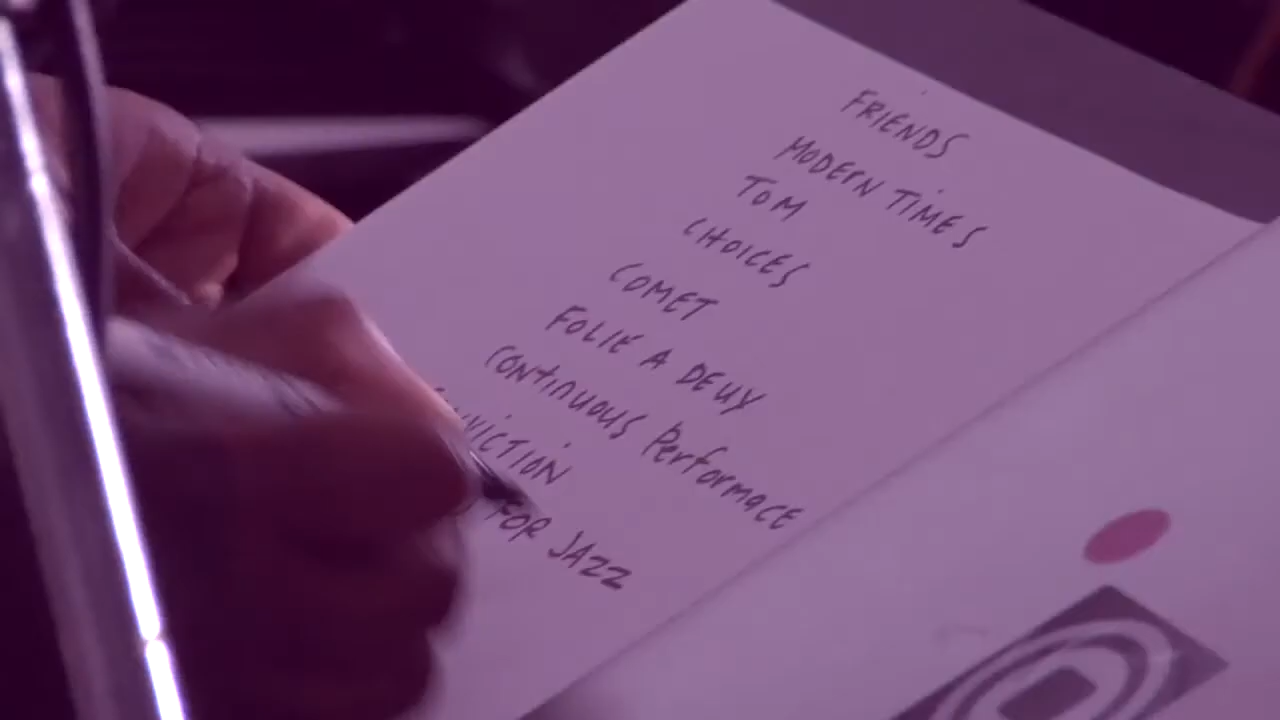 FRIENDS
MODERN TIMES
TOM
CHOICES
COMET
FOLIE A DEUX
CONTINUOUS PERFORMACE
FOR JAZZ